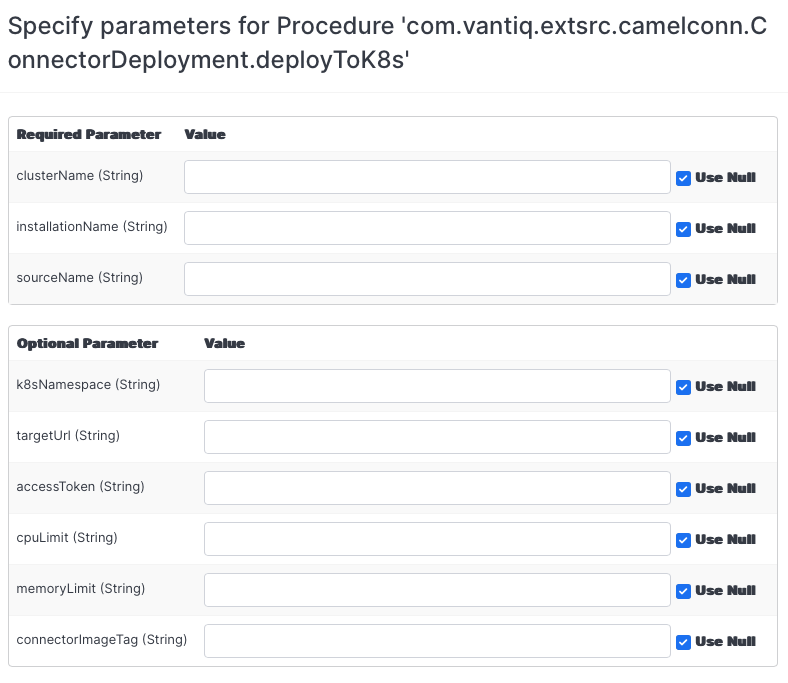 Specify parameters for Procedure 'com.vantiq.extsrc.camelconn.C
onnectorDeployment.deployToK8s'
Required Parameter Value
clusterName (String) Use Null
installationName (String) Use Null
sourceName (String) Use Null
Optional Parameter Value
k8sNamespace (String) Use Null
targetUrl (String) Use Null
accessToken (String) Use Null
cpuLimit (String) Use Null
memoryLimit (String) Use Null
connectorImageTag (String) Use Null